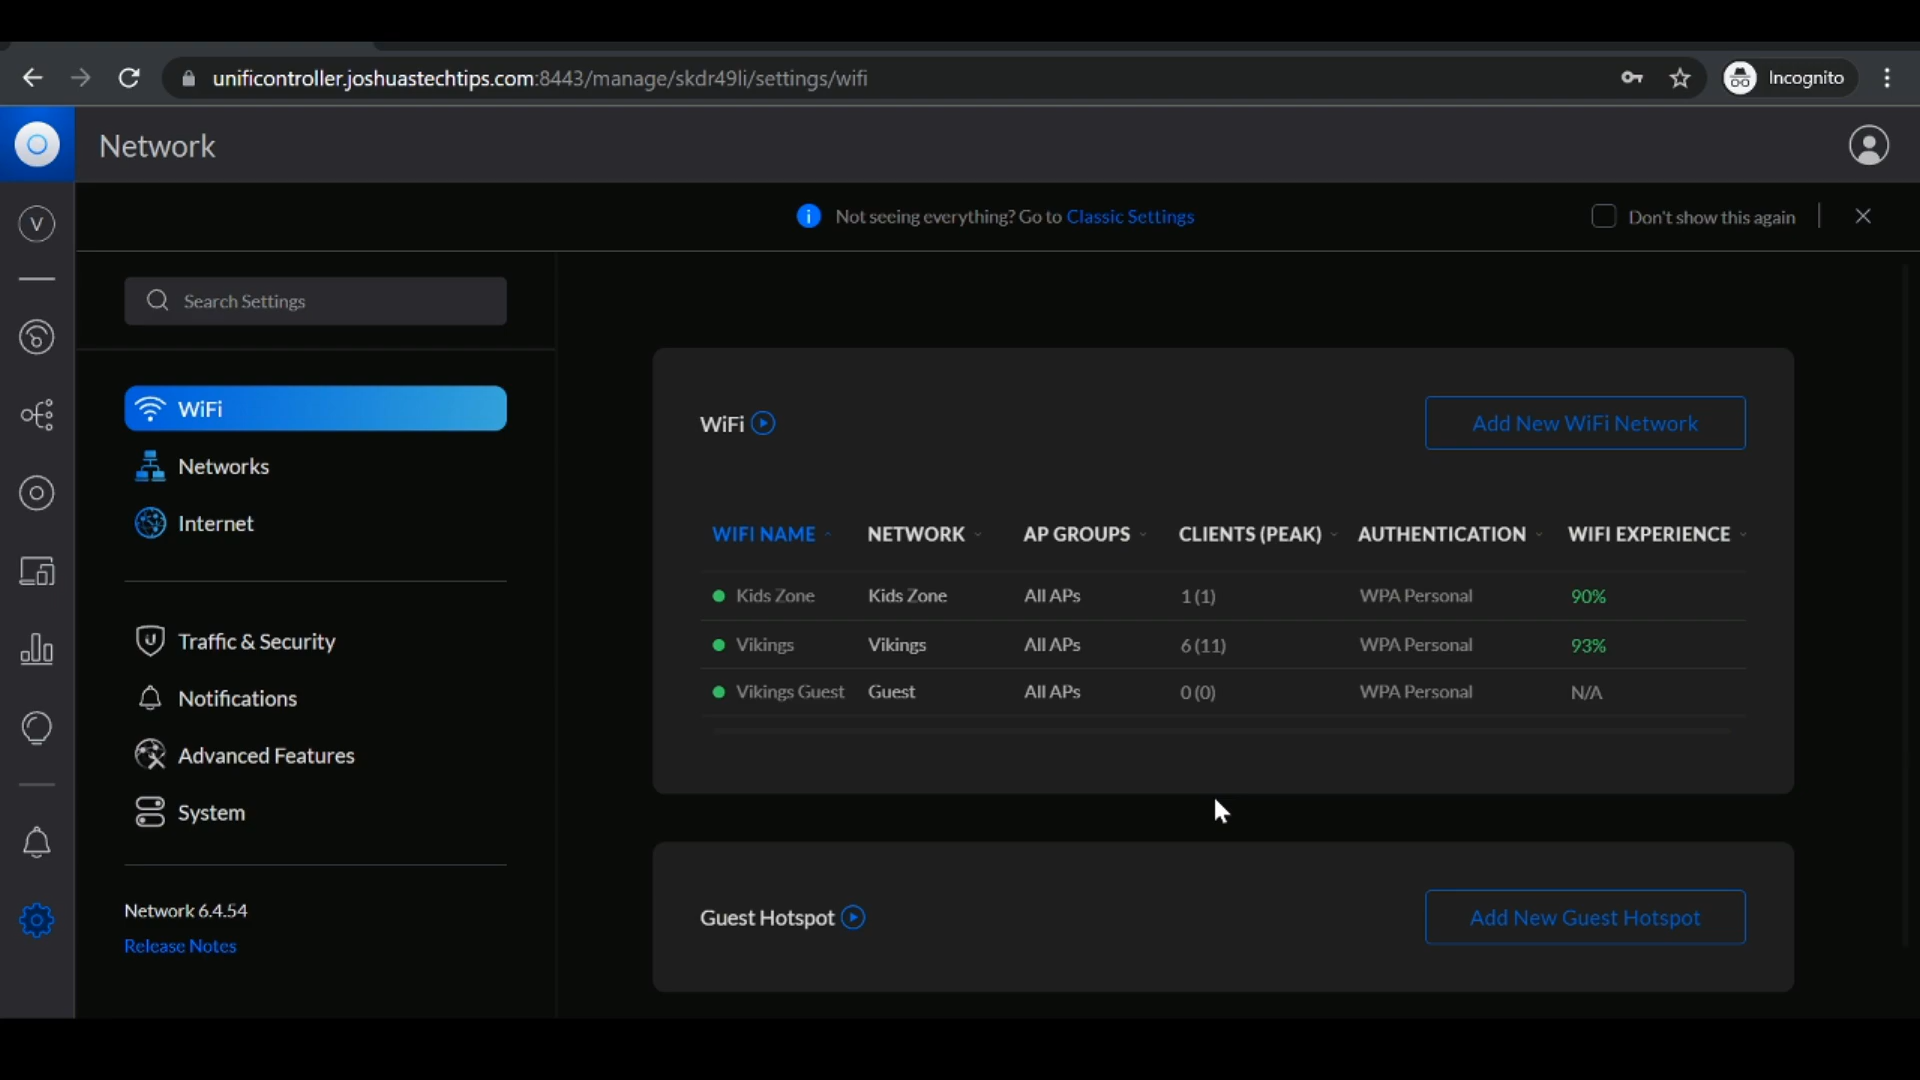 unificontroller.joshuastechtips.com:8443/manage/skdr49li/settings/wifi
Incognito
Network
V
Not seeing everything? Go to Classic Settings
Don't show this again
Search Settings
WiFi
Networks
Internet
Traffic & Security
Notifications
Advanced Features
System
Network 6.4.54
Release Notes
WiFi
Add New WiFi Network
WIFI NAME NETWORK AP GROUPS CLIENTS (PEAK) AUTHENTICATION WIFI EXPERIENCE
Kids Zone Kids Zone All APs 1 (1) WPA Personal 90%
Vikings Vikings All APs 6 (11) WPA Personal 93%
Vikings Guest Guest All APs 0 (0) WPA Personal N/A
Guest Hotspot
Add New Guest Hotspot